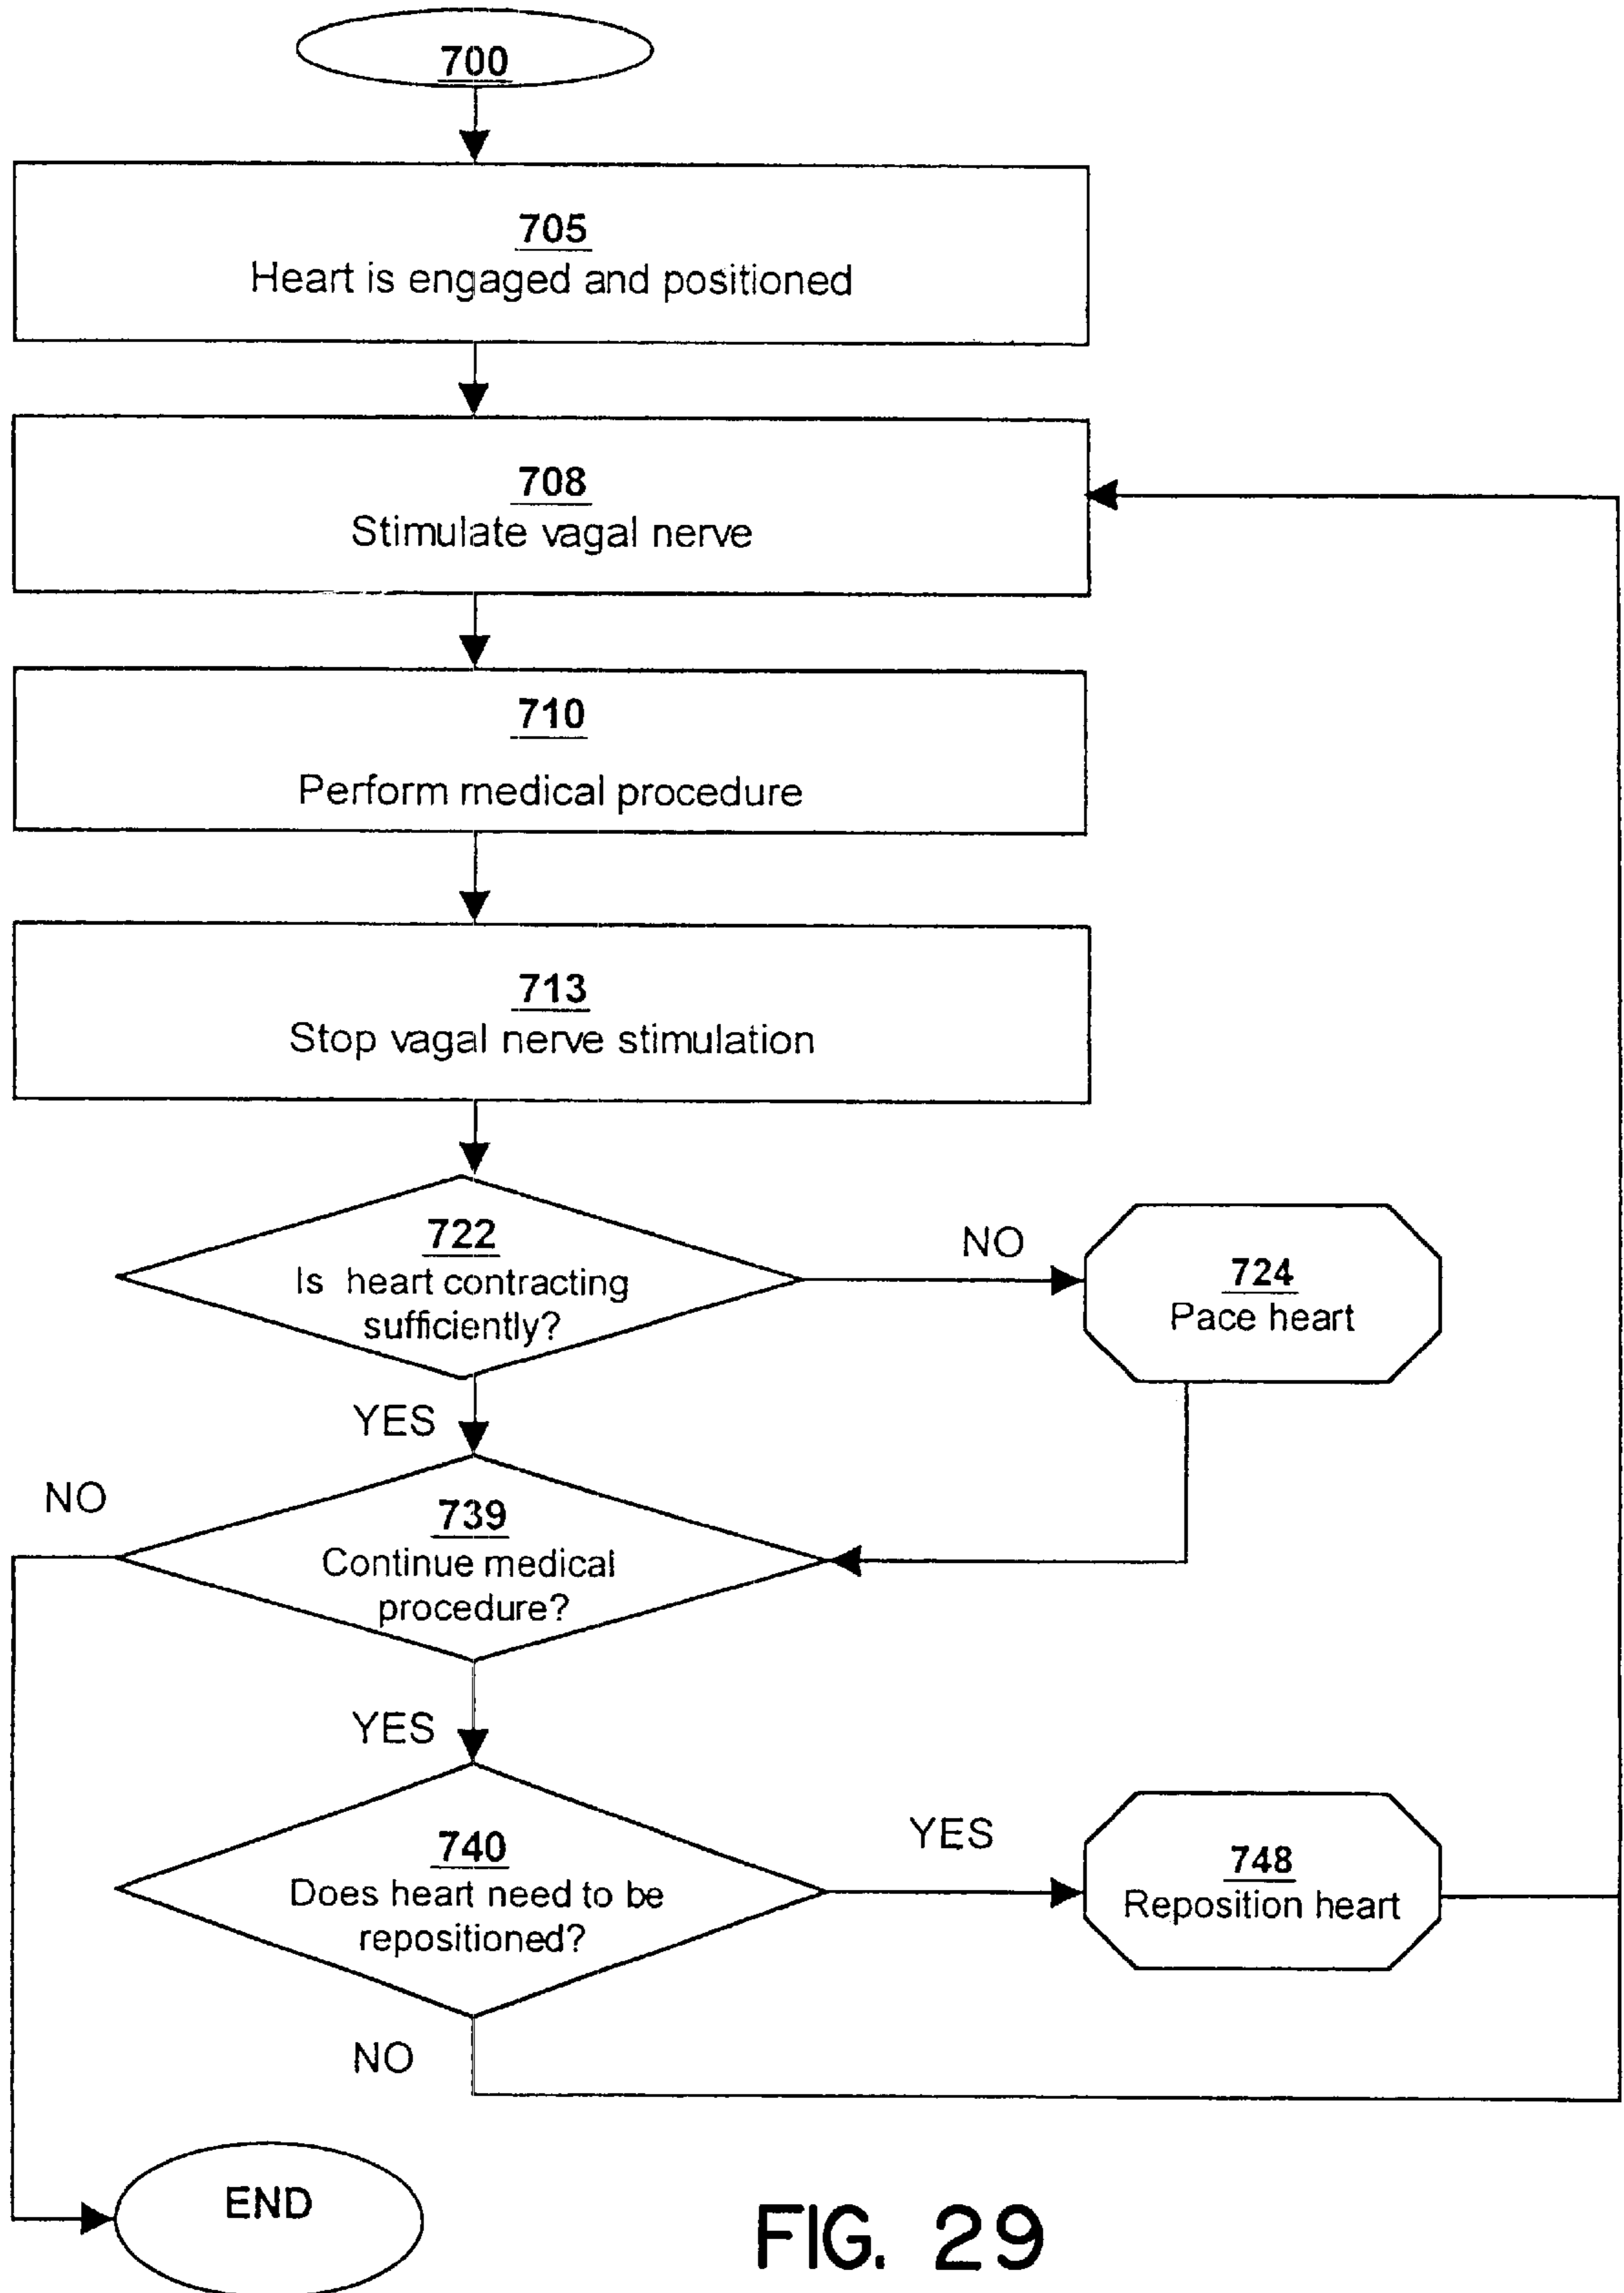 700
705
Heart is engaged and positioned
708
Stimulate vagal nerve
710
Perform medical procedure
713
Stop vagal nerve stimulation
722
Is heart contracting
sufficiently?
NO
724
Pace heart
YES
NO
739
Continue medical
procedure?
YES
740
Does heart need to be
repositioned?
YES
748
Reposition heart
NO
END
FIG. 29